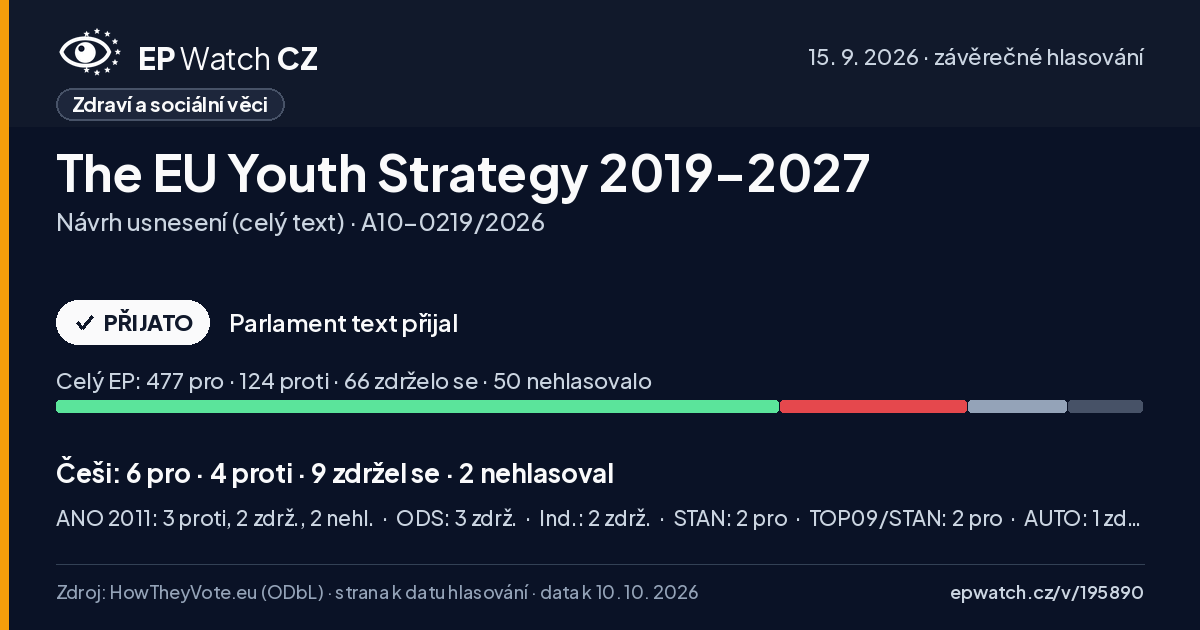 EP Watch CZ
15. 9. 2026 · závěrečné hlasování
Zdraví a sociální věci
The EU Youth Strategy 2019–2027
Návrh usnesení (celý text) · A10–0219/2026
✓ PŘIJATO Parlament text přijal
Celý EP: 477 pro · 124 proti · 66 zdrželo se · 50 nehlasovalo
Češi: 6 pro · 4 proti · 9 zdržel se · 2 nehlasoval
ANO 2011: 3 proti, 2 zdrž., 2 nehl. · ODS: 3 zdrž. · Ind.: 2 zdrž. · STAN: 2 pro · TOP09/STAN: 2 pro · AUTO: 1 zd…
Zdroj: HowTheyVote.eu (ODbL) · strana k datu hlasování · data k 10. 10. 2026
epwatch.cz/v/195890